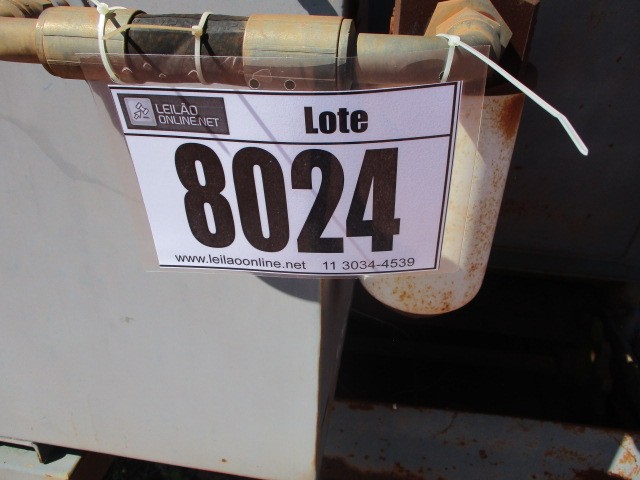 LEILÃO
ONLINE.NET
Lote
8024
www.leilaoonline.net 11 3034-4539